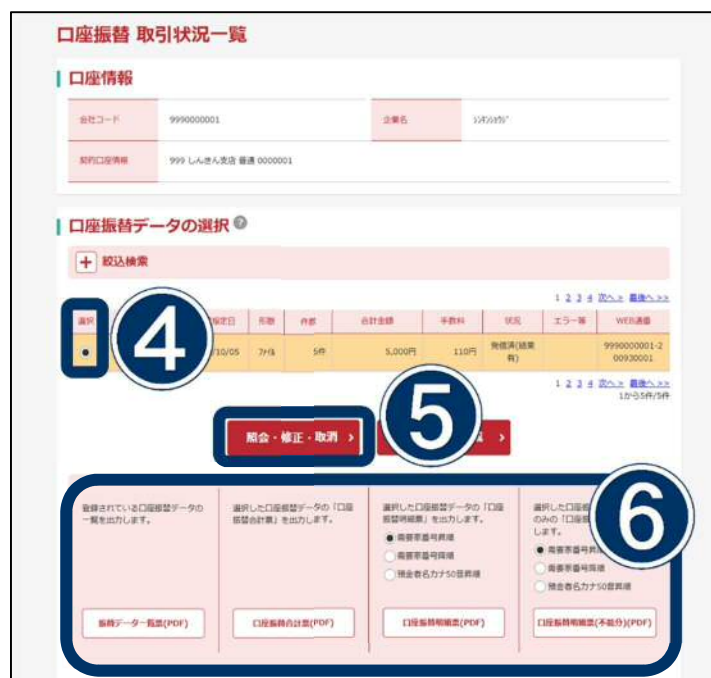 口座振替 取引状況一覧
口座情報
会社コード 9990000001 企業名 ｼﾝｷﾝｼｮｳｼﾞ
契約口座情報 999 しんきん支店 普通 0000001
口座振替データの選択 ?
+ 絞込検索
1 2 3 4 次へ> 最後へ>>
選択 指定日 形態 件数 合計金額 手数料 状況 エラー等 WEB通番
4
/10/05 ﾌｧｲﾙ 5件 5,000円 110円 発信済(結果
有) 9990000001-2
00930001
1 2 3 4 次へ> 最後へ>>
1から5件/5件
照会・修正・取消 >
5
>
6
登録されている口座振替データの
一覧を出力します。
振替データ一覧票(PDF)
選択した口座振替データの「口座
振替合計票」を出力します。
口座振替合計票(PDF)
選択した口座振替データの「口座
振替明細票」を出力します。
需要家番号昇順
需要家番号降順
預金者名カナ50音昇順
口座振替明細票(PDF)
選択した口座振
のみの「口座振
します。
需要家番号昇
需要家番号降順
預金者名カナ50音昇順
口座振替明細票(不能分)(PDF)